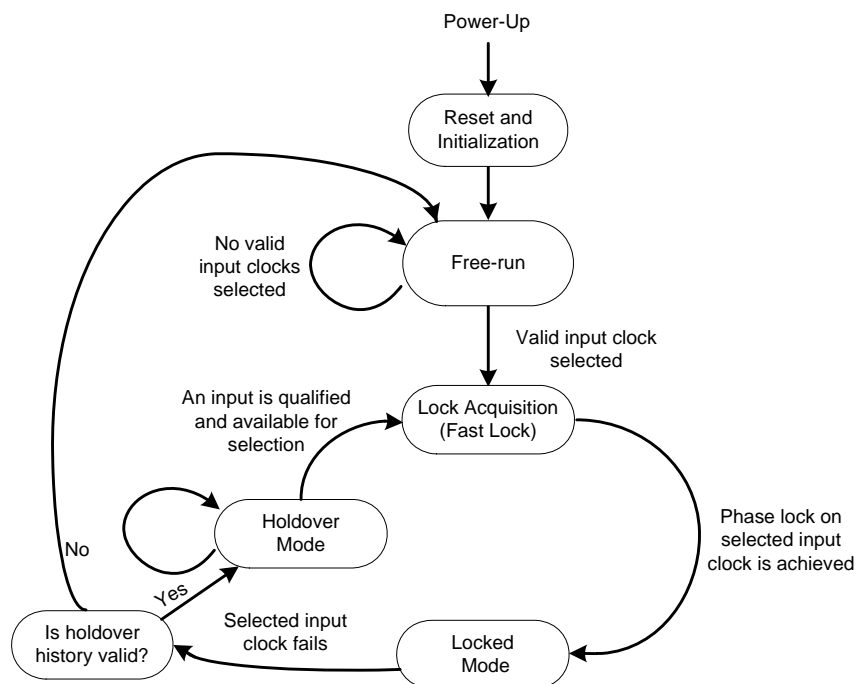 Power-Up
Reset and
Initialization
No valid
input clocks
selected
Free-run
Valid input clock
selected
An input is qualified
and available for
selection
Lock Acquisition
(Fast Lock)
Holdover
Mode
Phase lock on
selected input
clock is achieved
No
Yes
Is holdover
history valid?
Selected input
clock fails
Locked
Mode